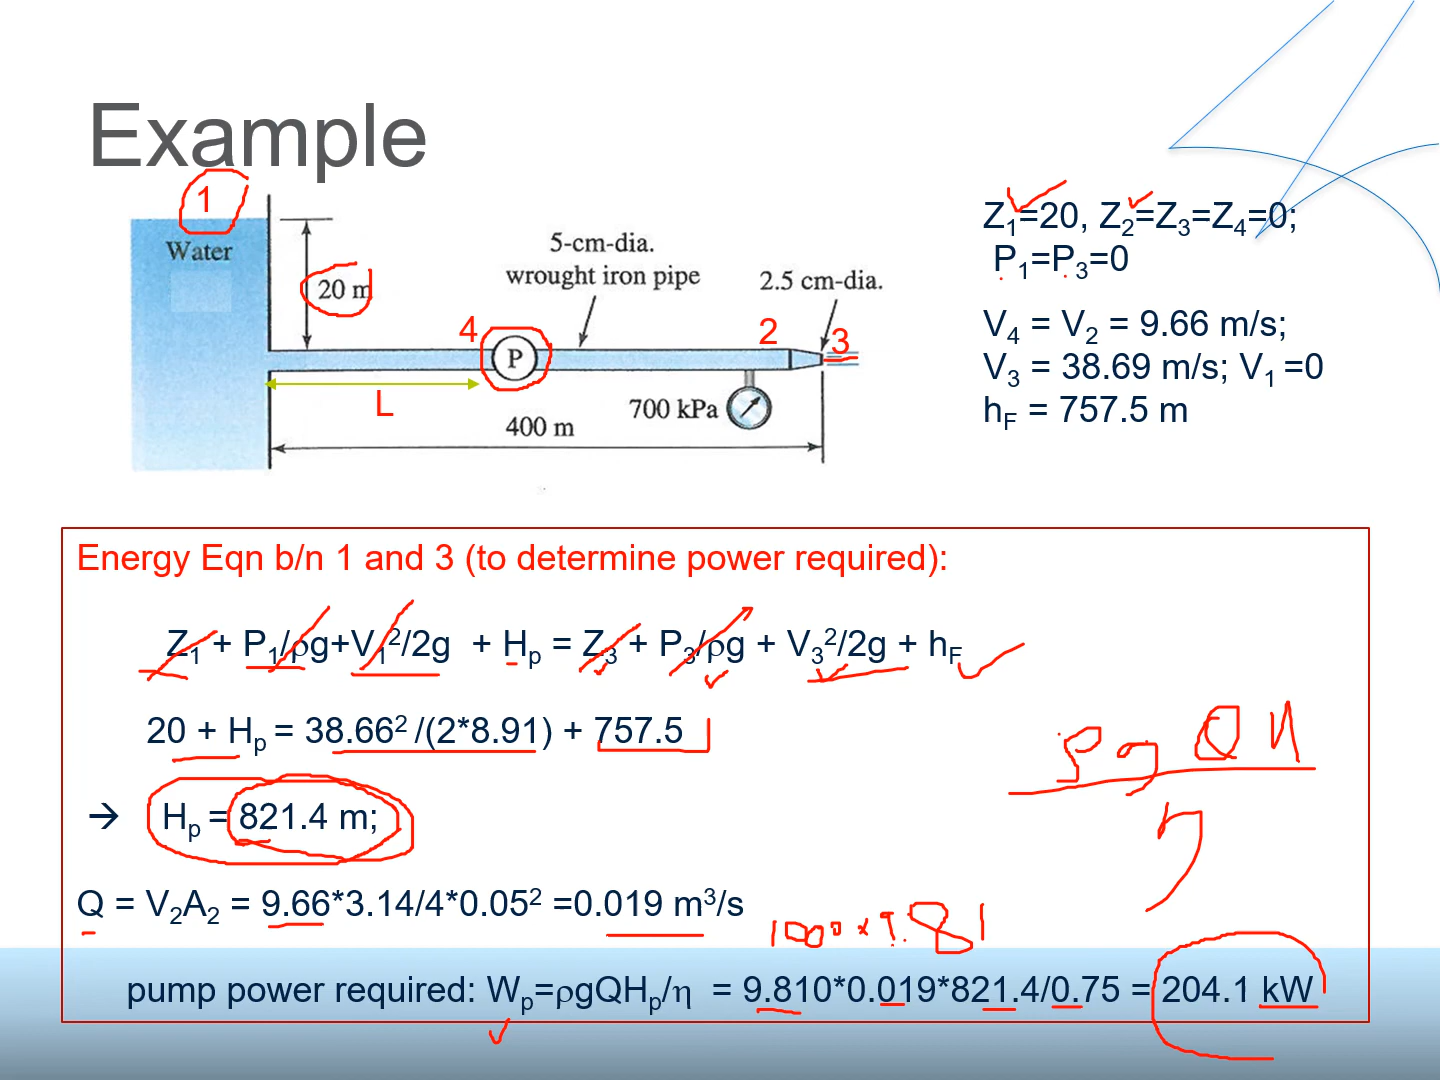 Example
1
Water
20 m
5-cm-dia.
wrought iron pipe
2.5 cm-dia.
4
P
2
3
L
700 kPa
400 m
Z1=20, Z2=Z3=Z4=0;
P1=P3=0
V4 = V2 = 9.66 m/s;
V3 = 38.69 m/s; V1 =0
hF = 757.5 m
Energy Eqn b/n 1 and 3 (to determine power required):
Z1 + P1/ρg+V1²/2g + Hp = Z3 + P3/ρg + V3²/2g + hF
20 + Hp = 38.66² /(2*8.91) + 757.5
ρg QH
η
→ Hp = 821.4 m;
Q = V2A2 = 9.66*3.14/4*0.05² =0.019 m³/s
1000 x 9.81
pump power required: Wp=ρgQHp/η = 9.810*0.019*821.4/0.75 = 204.1 kW